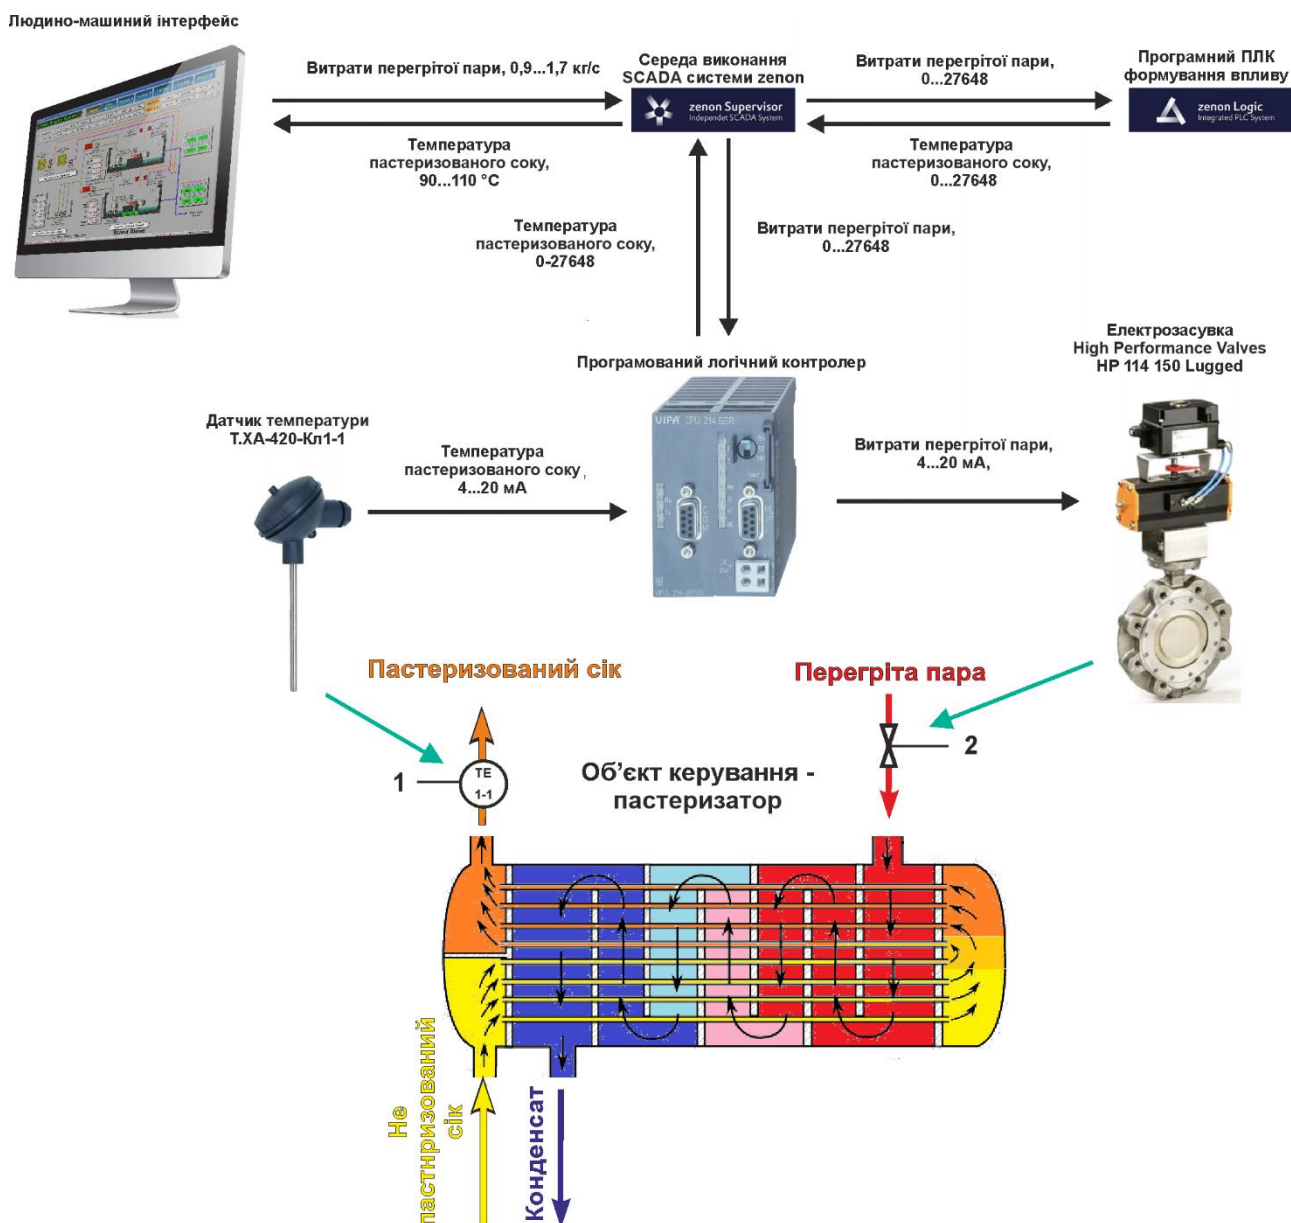 Людино-машиний інтерфейс
Витрати перегрітої пари, 0,9...1,7 кг/с
Температура
пастеризованого соку,
90...110 °С
Середа виконання
SCADA системи zenon
zenon Supervisor
Independet SCADA System
Витрати перегрітої пари,
0...27648
Температура
пастеризованого соку,
0...27648
Програмний ПЛК
формування впливу
zenon Logic
Integrated PLC System
Температура
пастеризованого соку,
0-27648
Витрати перегрітої пари,
0...27648
Програмований логічний контролер
VIPA CPU 214 SER
Електрозасувка
High Performance Valves
HP 114 150 Lugged
Датчик температури
Т.ХА-420-Кл1-1
Температура
пастеризованого соку,
4...20 мА
Витрати перегрітої пари,
4...20 мА,
Пастеризований сік
Перегріта пара
1
TE
1-1
2
Об'єкт керування -
пастеризатор
Не
пастнризований
сік
Конденсат